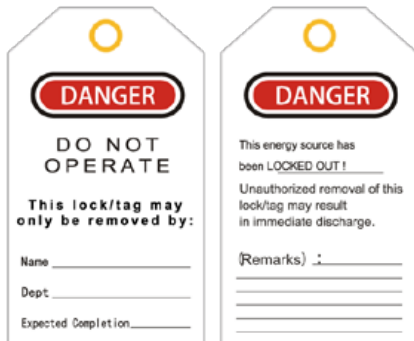 DANGER
DO NOT
OPERATE
This lock/tag may
only be removed by:
Name
Dept
Expected Completion
DANGER
This energy source has
been LOCKED OUT !
Unauthorized removal of this
lock/tag may result
in immediate discharge.
(Remarks) :